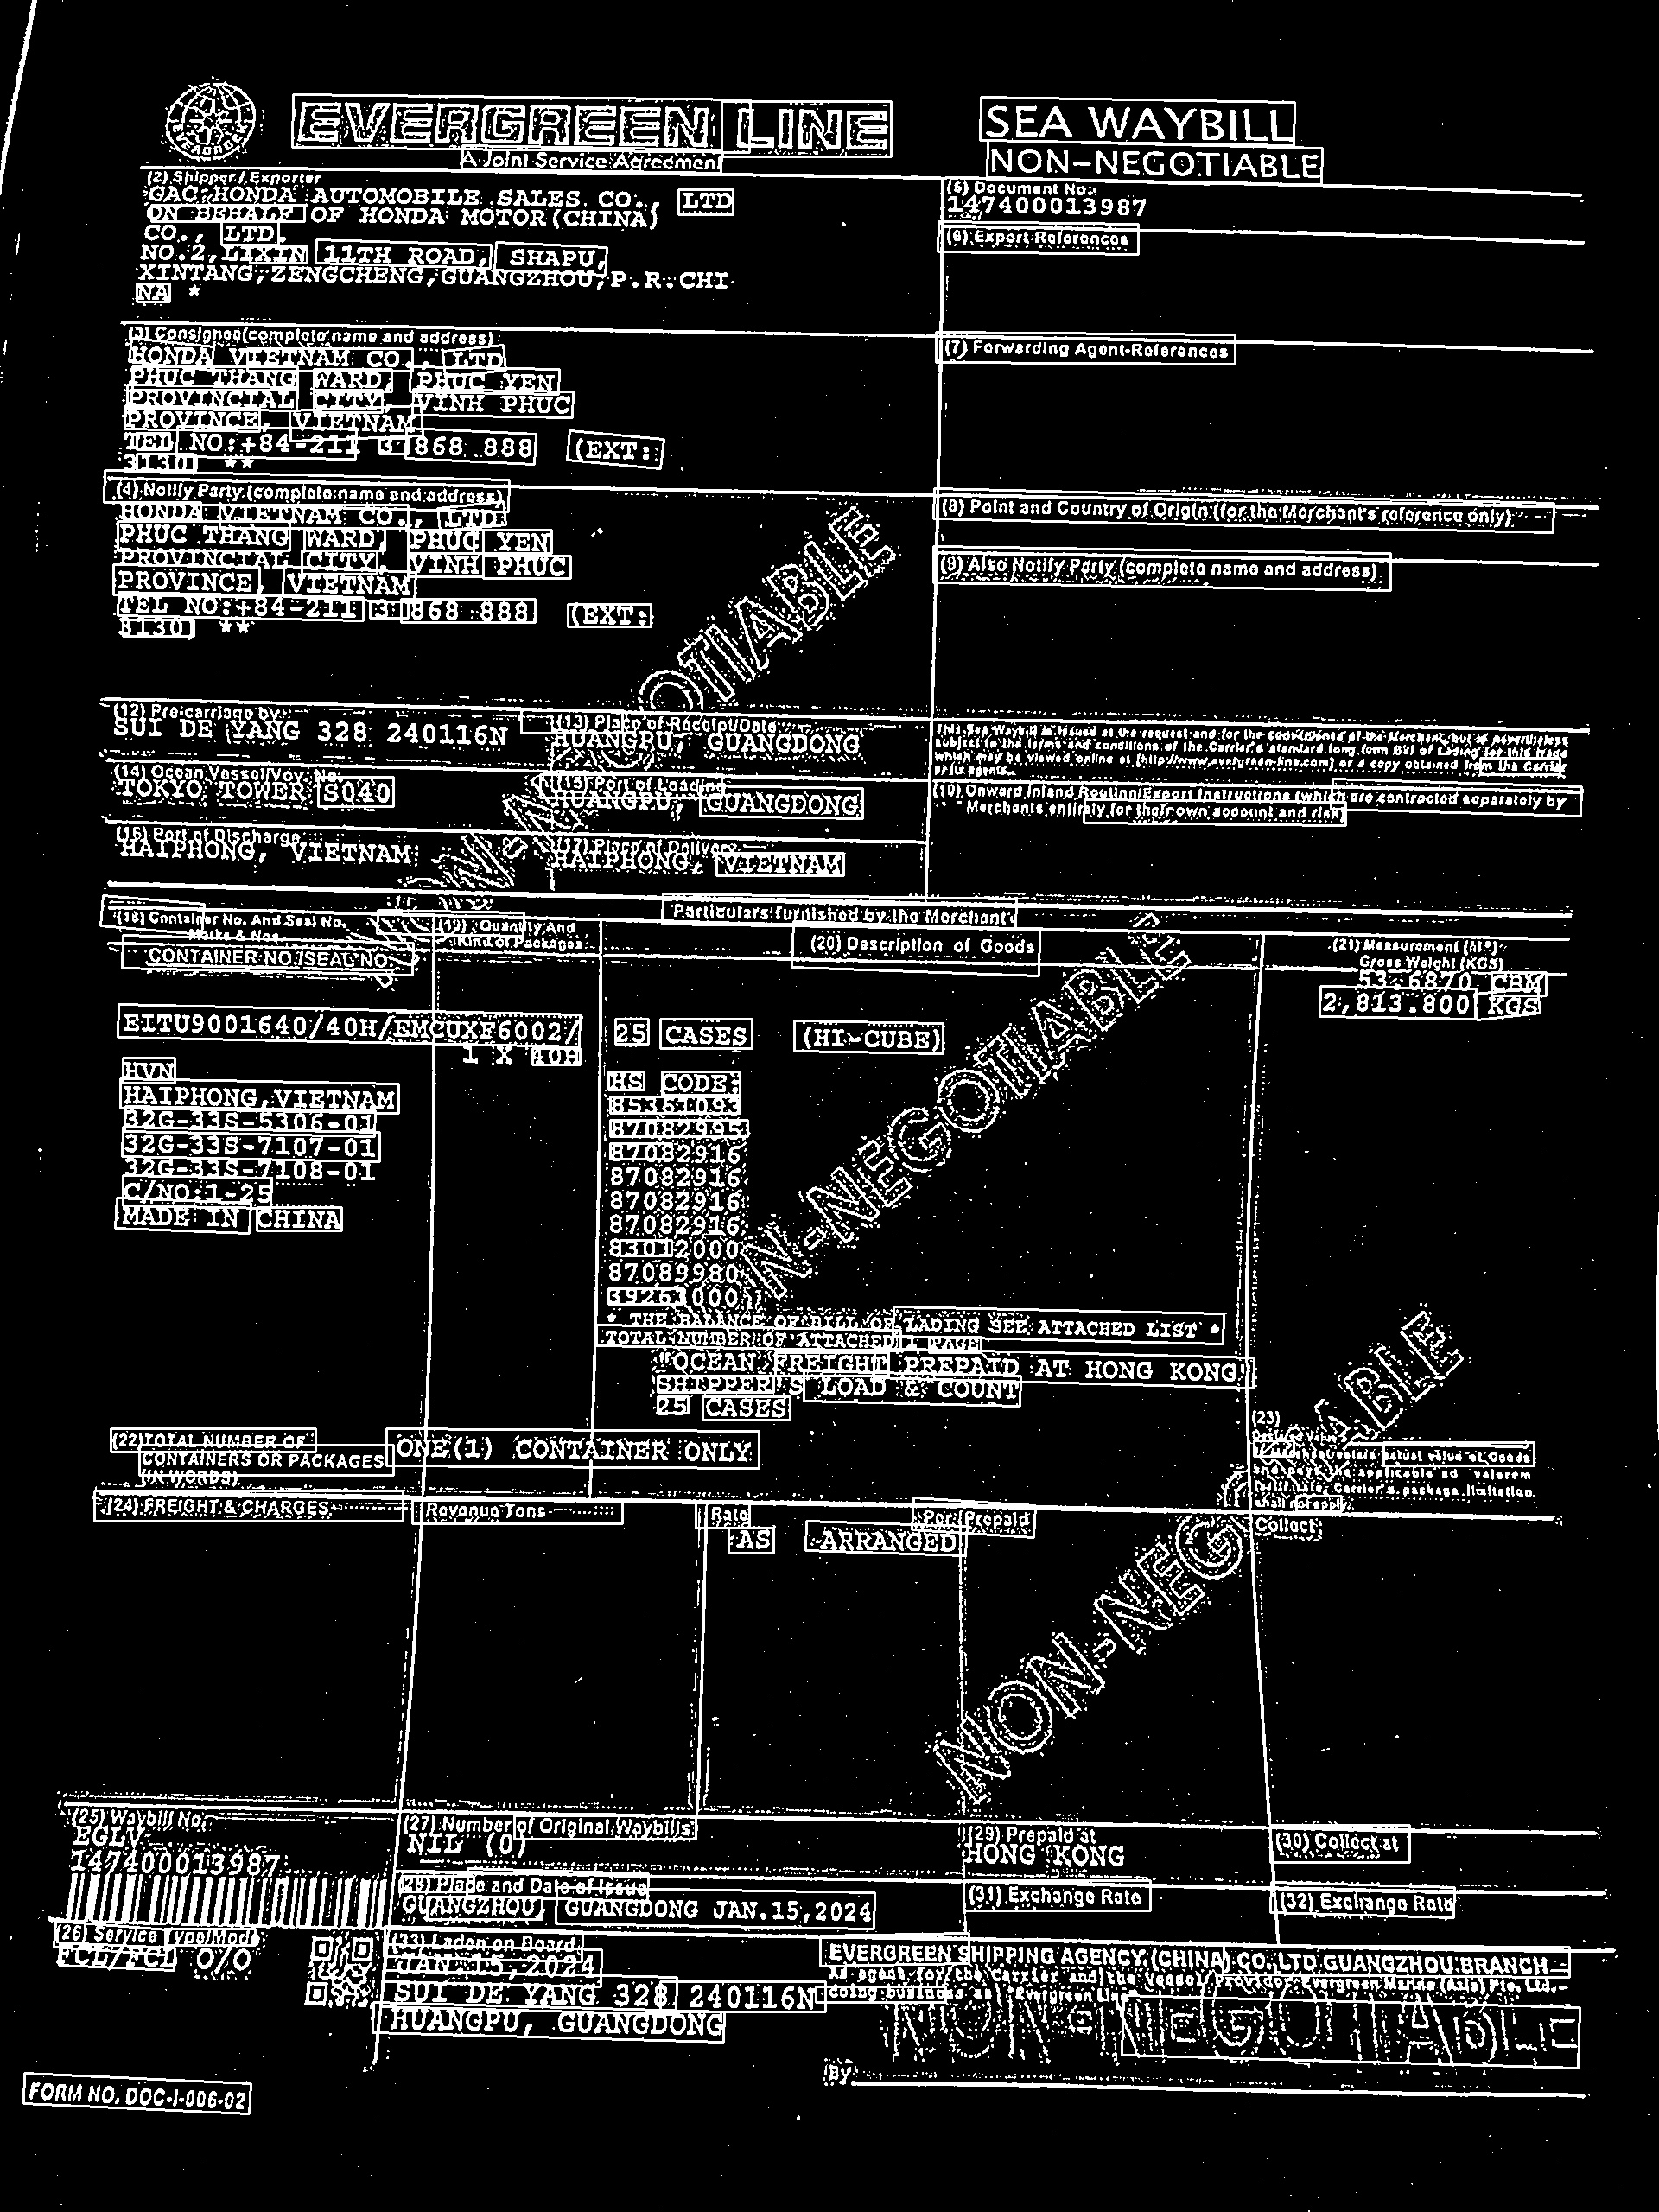 EVERGREEN LINE
A Joint Service Agreement
SEA WAYBILL
NON-NEGOTIABLE
(2) Shipper / Exporter
GAC HONDA AUTOMOBILE SALES CO., LTD
ON BEHALF OF HONDA MOTOR(CHINA)
CO., LTD.
NO.2,LIXIN 11TH ROAD, SHAPU,
XINTANG,ZENGCHENG,GUANGZHOU,P.R.CHI
NA *
(5) Document No.
147400013987
(6) Export References
(3) Consignee(complete name and address)
HONDA VIETNAM CO., LTD
PHUC THANG WARD, PHUC YEN
PROVINCIAL CITY, VINH PHUC
PROVINCE, VIETNAM
TEL NO:+84-211 3 868 888 (EXT:
3130) **
(7) Forwarding Agent-References
(4) Notify Party (complete name and address)
HONDA VIETNAM CO., LTD
PHUC THANG WARD, PHUC YEN
PROVINCIAL CITY, VINH PHUC
PROVINCE, VIETNAM
TEL NO:+84-211 3 868 888 (EXT:
3130) **
(8) Point and Country of Origin (for the Merchant's reference only)
(9) Also Notify Party (complete name and address)
(12) Pre-carriage by
SUI DE YANG 328 240116N
(13) Place of Receipt/Date
HUANGPU, GUANGDONG
This Sea Waybill is issued at the request and for the convenience of the Merchant, but is nevertheless
subject to the terms and conditions of the Carrier's standard long form Bill of Lading for this trade
which may be viewed online at [http://www.evergreen-line.com] or a copy obtained from the Carrier
or its agents.
(14) Ocean Vessel/Voy. No.
TOKYO TOWER S040
(15) Port of Loading
HUANGPU, GUANGDONG
(10) Onward Inland Routing/Export Instructions (which are contracted separately by
Merchants entirely for their own account and risk)
(16) Port of Discharge
HAIPHONG, VIETNAM
(17) Place of Delivery
HAIPHONG, VIETNAM
Particulars furnished by the Merchant
(18) Container No. And Seal No.
Marks & Nos.
CONTAINER NO./SEAL NO.
(19) Quantity And
Kind of Packages
(20) Description of Goods
(21) Measurement (M³)
Gross Weight (KGS)
53.6870 CBM
2,813.800 KGS
EITU9001640/40H/EMCUXF6002/
1 X 40H
25 CASES (HI-CUBE)
HVN
HAIPHONG,VIETNAM
32G-33S-5306-01
32G-33S-7107-01
32G-33S-7108-01
C/NO:1-25
MADE IN CHINA
HS CODE:
85361093
87082995
87082916
87082916
87082916
87082916
83012000
87089980
39263000
* THE BALANCE OF BILL OF LADING SEE ATTACHED LIST *
TOTAL NUMBER OF ATTACHED 1 PAGE
"OCEAN FREIGHT PREPAID AT HONG KONG"
SHIPPER'S LOAD & COUNT
25 CASES
(22)TOTAL NUMBER OF
CONTAINERS OR PACKAGES
(IN WORDS)
ONE(1) CONTAINER ONLY
(23)
Declared Value
actual value of Goods
applicable ad valorem
Carrier's package limitation
shall not apply.
(24) FREIGHT & CHARGES
Revenue Tons
Rate
Per
Prepaid
Collect
AS ARRANGED
NON-NEGOTIABLE
NON-NEGOTIABLE
NON-NEGOTIABLE
(25) Waybill No.
EGLV
147400013987
(27) Number of Original Waybills
NIL (0)
(29) Prepaid at
HONG KONG
(30) Collect at
(28) Place and Date of Issue
GUANGZHOU, GUANGDONG JAN.15,2024
(31) Exchange Rate
(32) Exchange Rate
(26) Service Type/Mode
FCL/FCL O/O
(33) Laden on Board
JAN 15,2024
SUI DE YANG 328 240116N
HUANGPU, GUANGDONG
EVERGREEN SHIPPING AGENCY (CHINA) CO. LTD.GUANGZHOU BRANCH
As agent for the Carrier and the Vessel Provider Evergreen Marine (Asia) Pte. Ltd.
doing business as Evergreen Line
NON-NEGOTIABLE
By
FORM NO. DOC-I-006-02